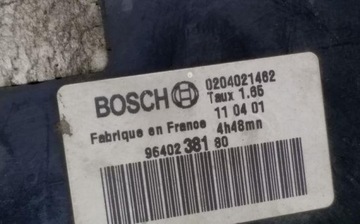 BOSCH 0204021462
Taux 1.65
11 04 01
Fabrique en France 4h48mn
96402 381 80